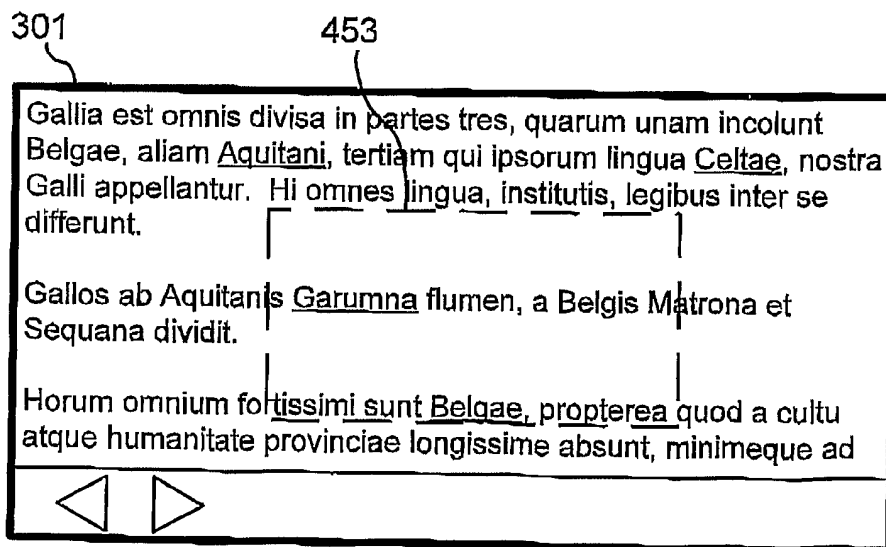 301 453
Gallia est omnis divisa in partes tres, quarum unam incolunt
Belgae, aliam Aquitani, tertiam qui ipsorum lingua Celtae, nostra
Galli appellantur. Hi omnes lingua, institutis, legibus inter se
differunt.
Gallos ab Aquitanis Garumna flumen, a Belgis Matrona et
Sequana dividit.
Horum omnium fortissimi sunt Belgae, propterea quod a cultu
atque humanitate provinciae longissime absunt, minimeque ad